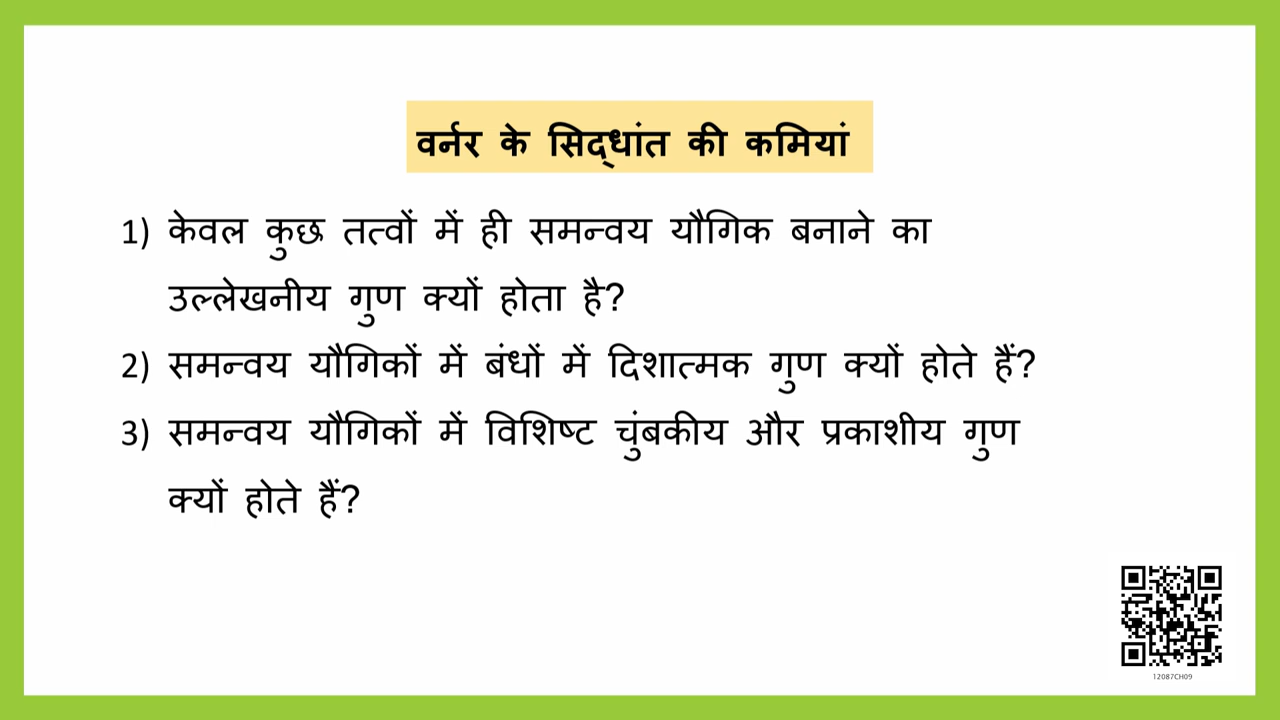 वर्नर के सिद्धांत की कमियां
1) केवल कुछ तत्वों में ही समन्वय यौगिक बनाने का
उल्लेखनीय गुण क्यों होता है?
2) समन्वय यौगिकों में बंधों में दिशात्मक गुण क्यों होते हैं?
3) समन्वय यौगिकों में विशिष्ट चुंबकीय और प्रकाशीय गुण
क्यों होते हैं?
12087CH09